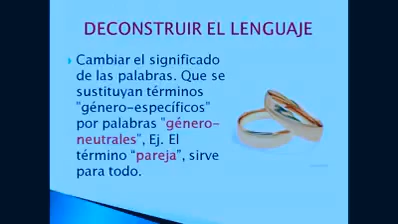 DECONSTRUIR EL LENGUAJE
Cambiar el significado
de las palabras. Que se
sustituyan términos
"género-específicos"
por palabras "género-
neutrales", Ej. El
término “pareja”, sirve
para todo.